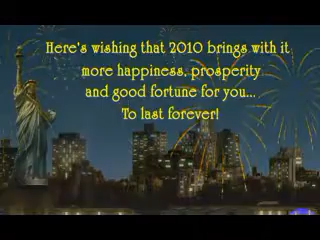 Here's wishing that 2010 brings with it
more happiness, prosperity
and good fortune for you...
To last forever!